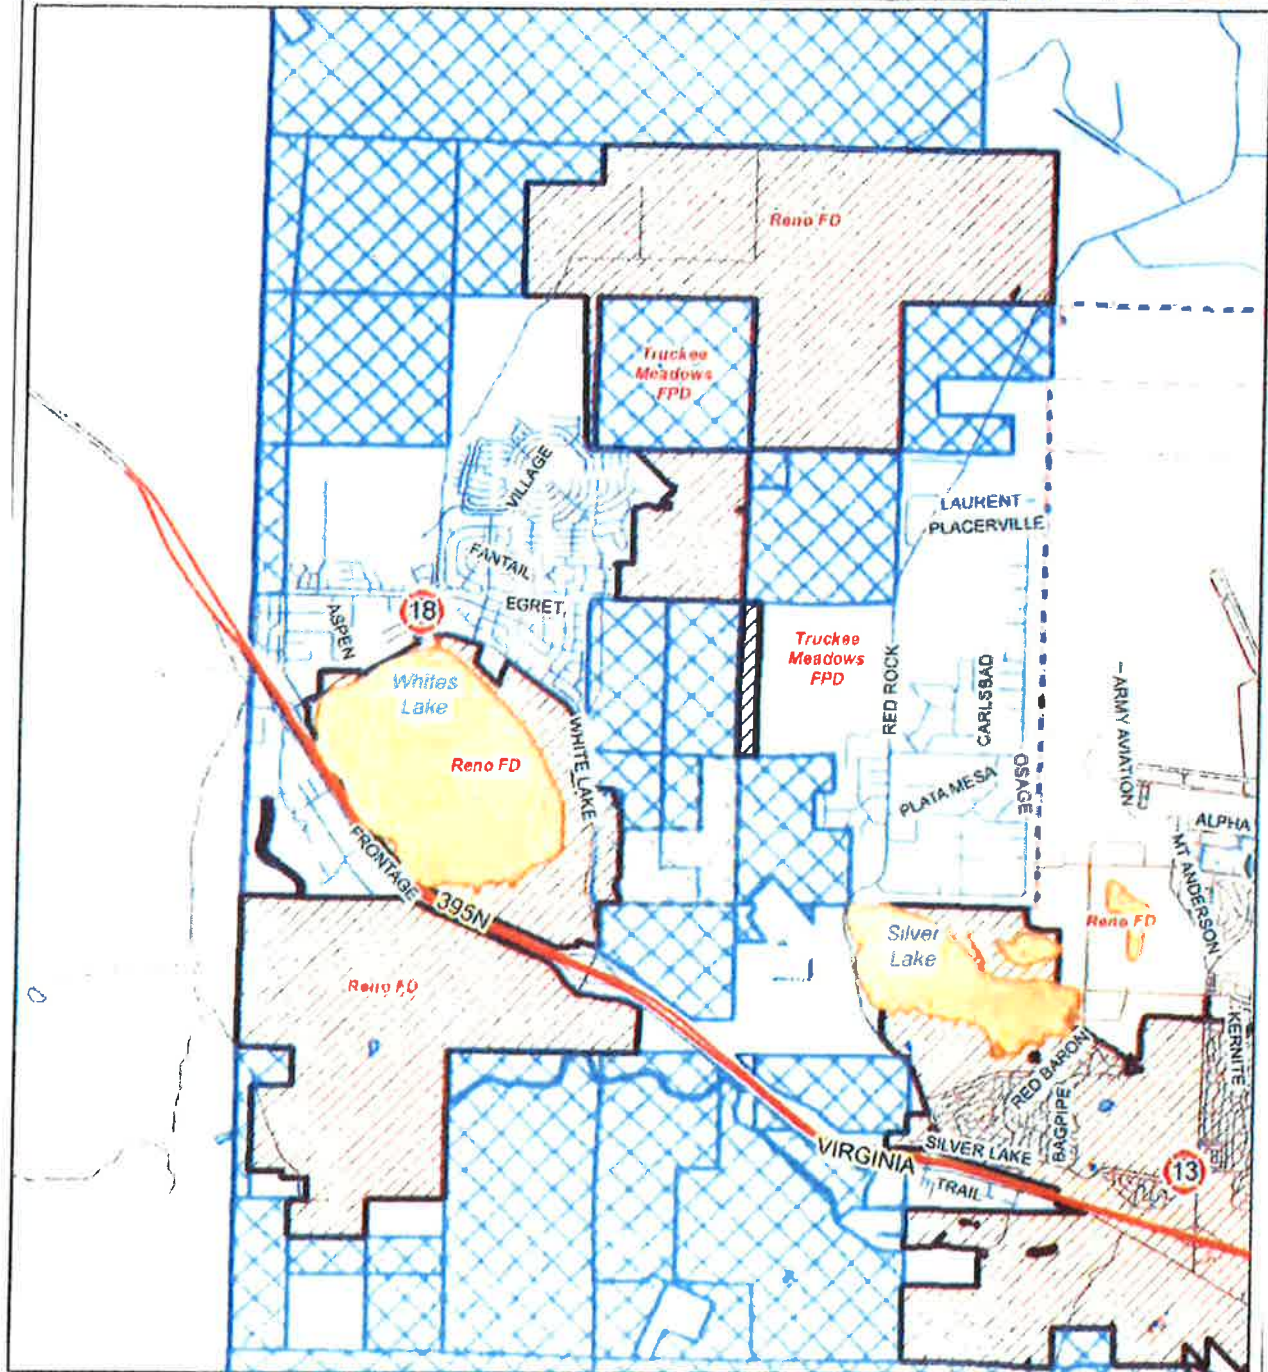 Reno FD
Truckee
Meadows
FPD
VILLAGE
LAURENT
PLACERVILLE
FANTAIL
EGRET
18
ASPEN
Truckee
Meadows
FPD
Whites
Lake
RED ROCK
CARLSBAD
ARMY AVIATION
WHITE LAKE
Reno FD
OSAGE
PLATA MESA
ALPHA
FRONTAGE
MT ANDERSON
395N
Silver
Lake
Reno FD
Reno FD
KERNITE
RED BARON
BAGPIPE
VIRGINIA
SILVER LAKE
13
TRAIL